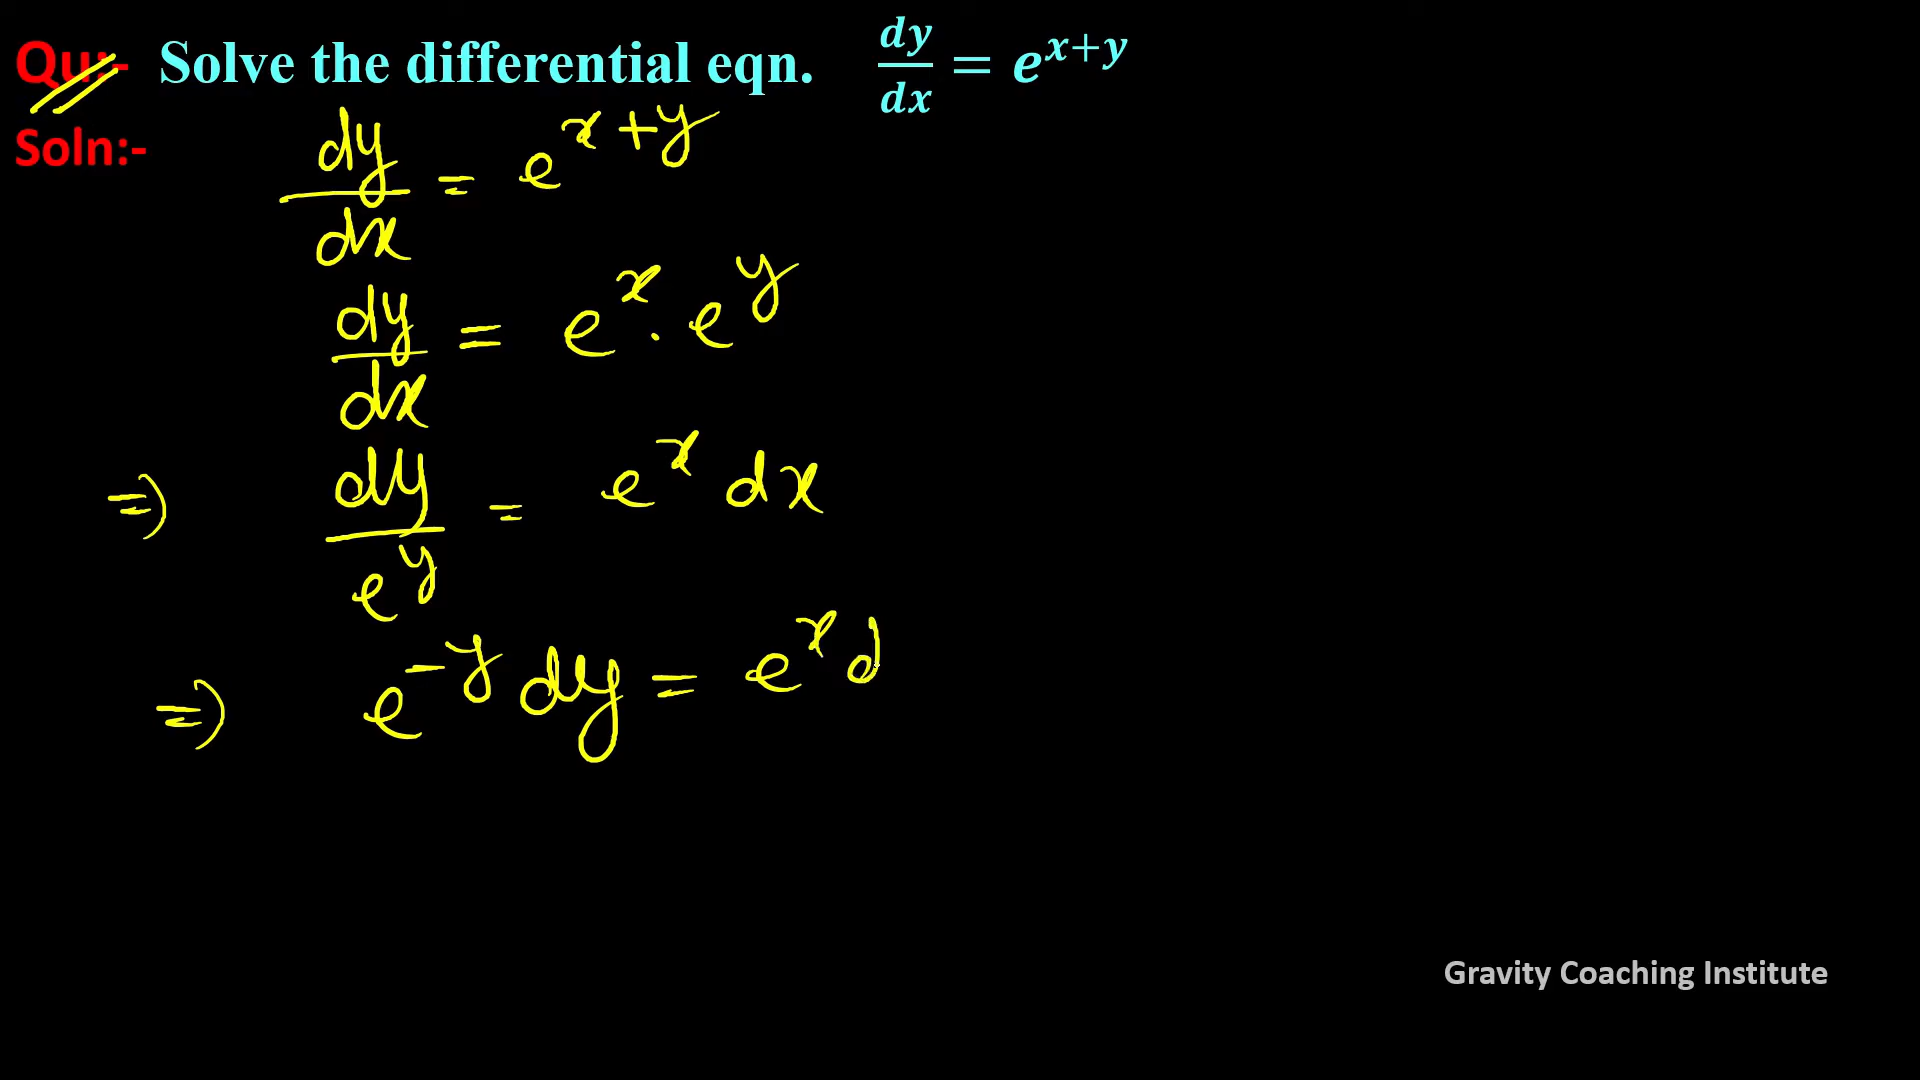 Qu:- Solve the differential eqn. dy/dx = e^{x+y}
Soln:-
dy/dx = e^{x+y}
dy/dx = e^x . e^y
=) dy/e^y = e^x dx
=) e^{-y} dy = e^x d
Gravity Coaching Institute